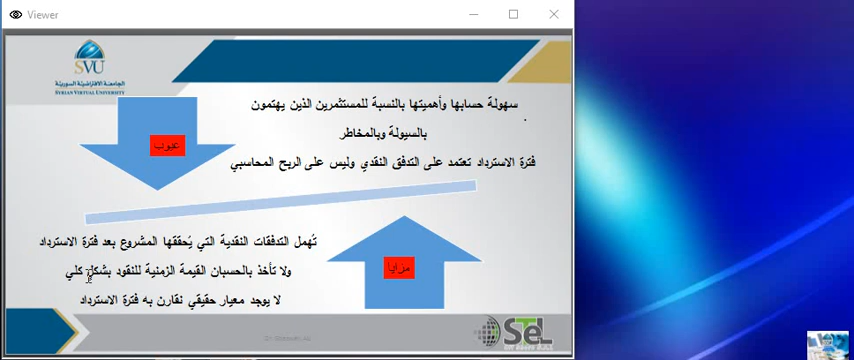 Viewer
SVU
الجامعة الافتراضية السورية
SYRIAN VIRTUAL UNIVERSITY
سهولة حسابها وأهميتها بالنسبة للمستثمرين الذين يهتمون
بالسيولة وبالمخاطر
فترة الاسترداد تعتمد على التدفق النقدي وليس على الربح المحاسبي
عيوب
تُهمل التدفقات النقدية التي يُحققها المشروع بعد فترة الاسترداد
ولا تأخذ بالحسبان القيمة الزمنية للنقود بشكل كلي
لا يوجد معيار حقيقي نقارن به فترة الاسترداد
مزايا
STeL